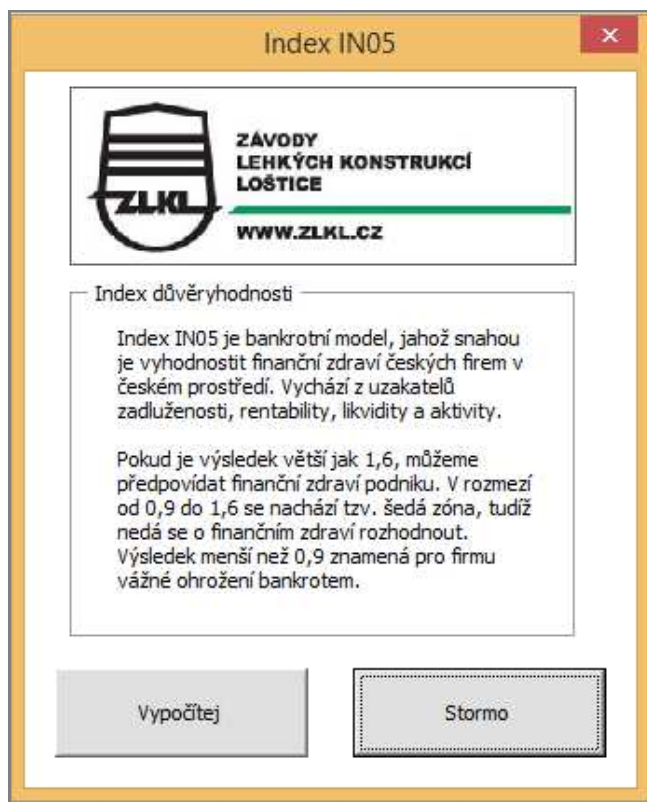 Index IN05
ZÁVODY
LEHKÝCH KONSTRUKCÍ
LOŠTICE
ZLKL
WWW.ZLKL.CZ
Index důvěryhodnosti
Index IN05 je bankrotní model, jahož snahou
je vyhodnostit finanční zdraví českých firem v
českém prostředí. Vychází z uzakatelů
zadluženosti, rentability, likvidity a aktivity.
Pokud je výsledek větší jak 1,6, můžeme
předpovídat finanční zdraví podniku. V rozmezí
od 0,9 do 1,6 se nachází tzv. šedá zóna, tudíž
nedá se o finančním zdraví rozhodnout.
Výsledek menší než 0,9 znamená pro firmu
vážné ohrožení bankrotem.
Vypočítej
Stormo